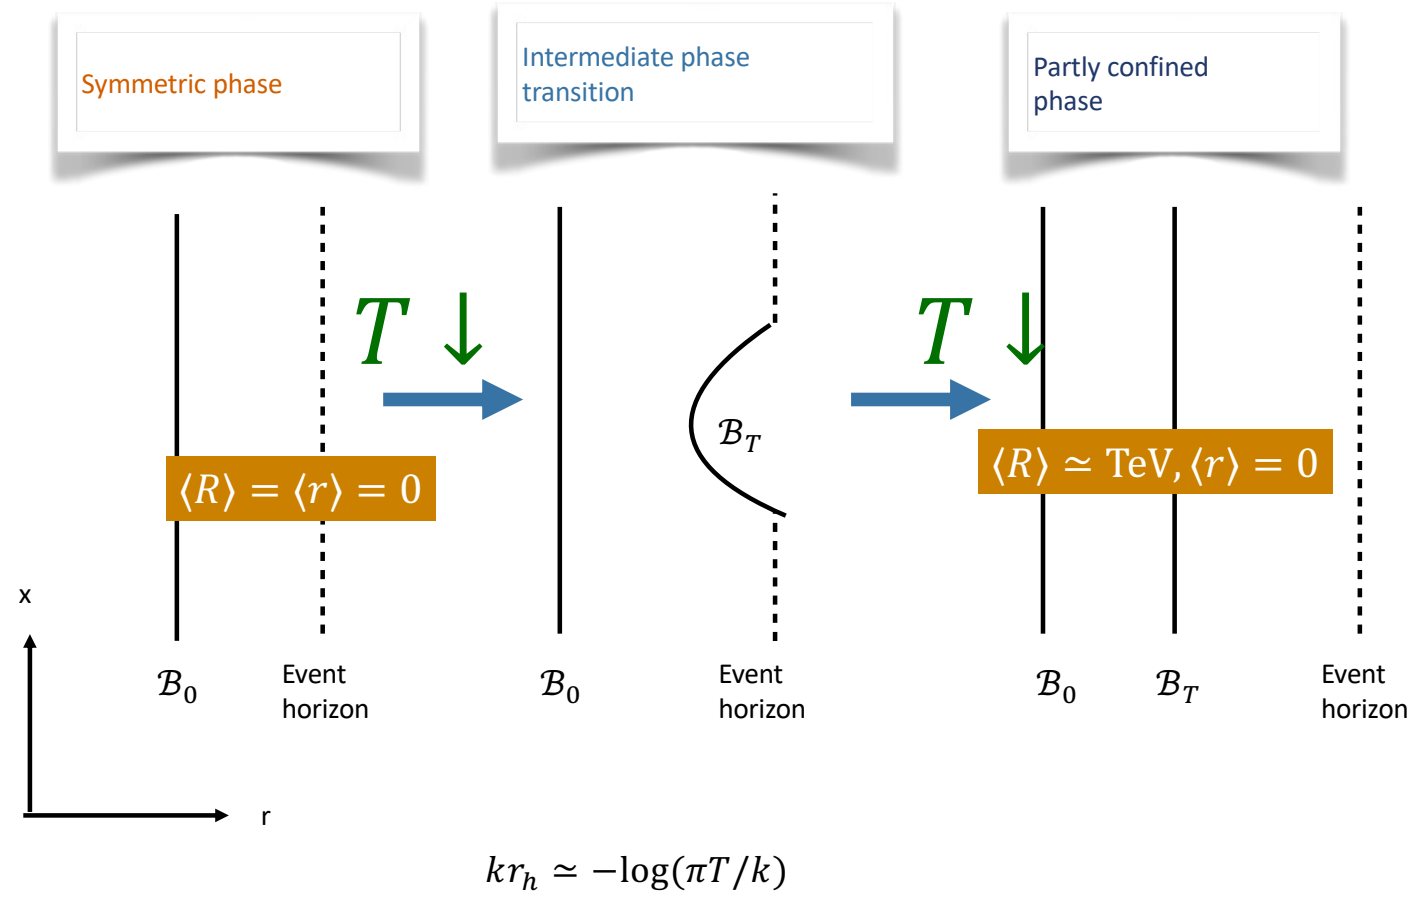 Symmetric phase
Intermediate phase
transition
Partly confined
phase
T ↓
T ↓
ℬ_T
⟨R⟩ = ⟨r⟩ = 0
⟨R⟩ ≃ TeV, ⟨r⟩ = 0
x
ℬ_0
Event
horizon
ℬ_0
Event
horizon
ℬ_0
ℬ_T
Event
horizon
r
kr_h ≃ −log(πT/k)